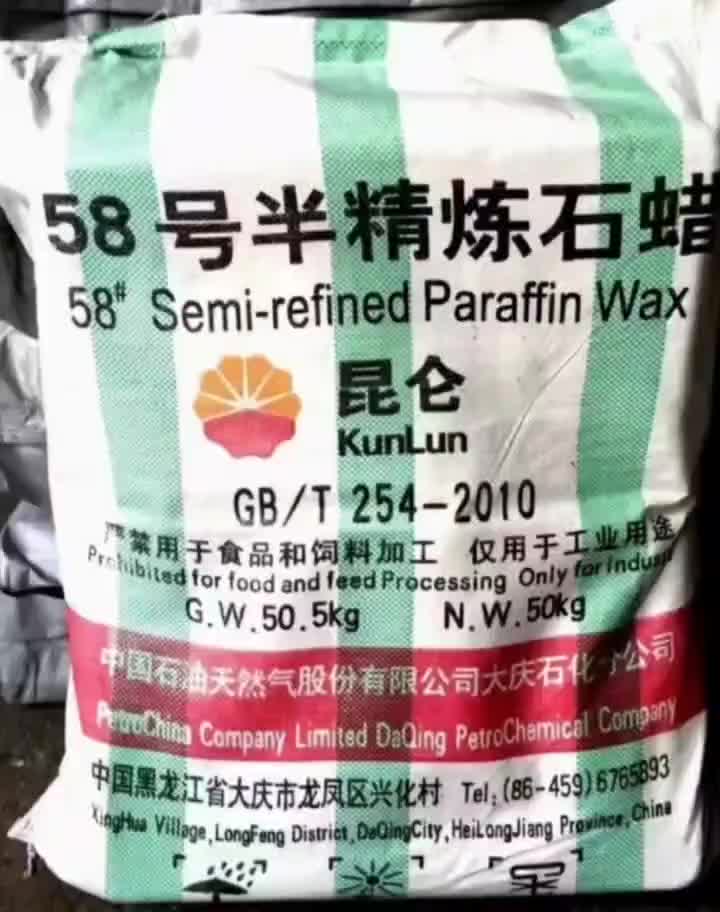 58号半精炼石蜡
58# Semi-refined Paraffin Wax
昆仑
KunLun
GB/T 254-2010
严禁用于食品和饲料加工 仅用于工业用途
Prohibited for food and feed Processing Only for Indust
G.W.50.5kg N.W.50kg
中国石油天然气股份有限公司大庆石化分公司
PetroChina Company Limited DaQing PetroChemical Company
中国黑龙江省大庆市龙凤区兴化村 Tel:(86-459)6765893
XingHua Village,LongFeng District,DaQingCity,HeiLongJiang Province,China